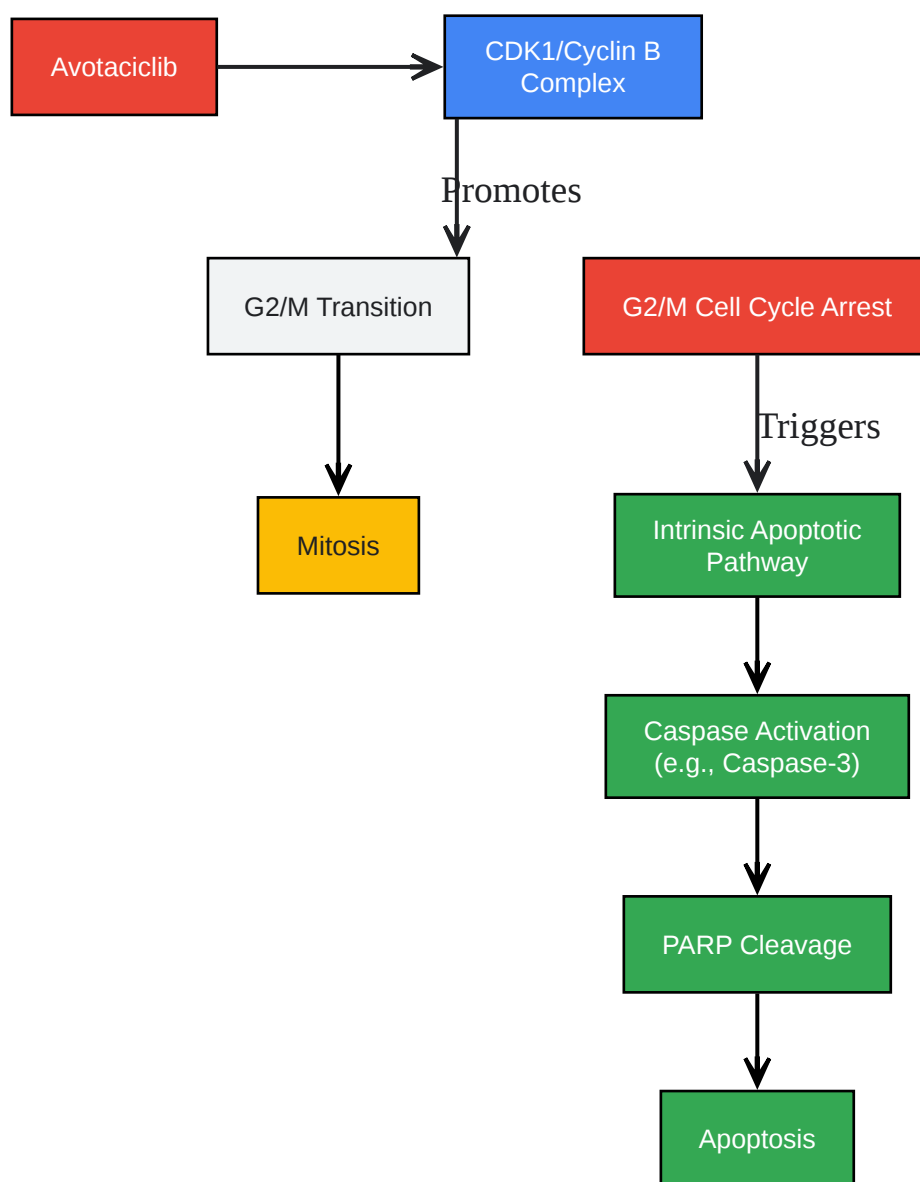 Avotaciclib
CDK1/Cyclin B
Complex
Promotes
G2/M Transition
G2/M Cell Cycle Arrest
Triggers
Mitosis
Intrinsic Apoptotic
Pathway
Caspase Activation
(e.g., Caspase-3)
PARP Cleavage
Apoptosis